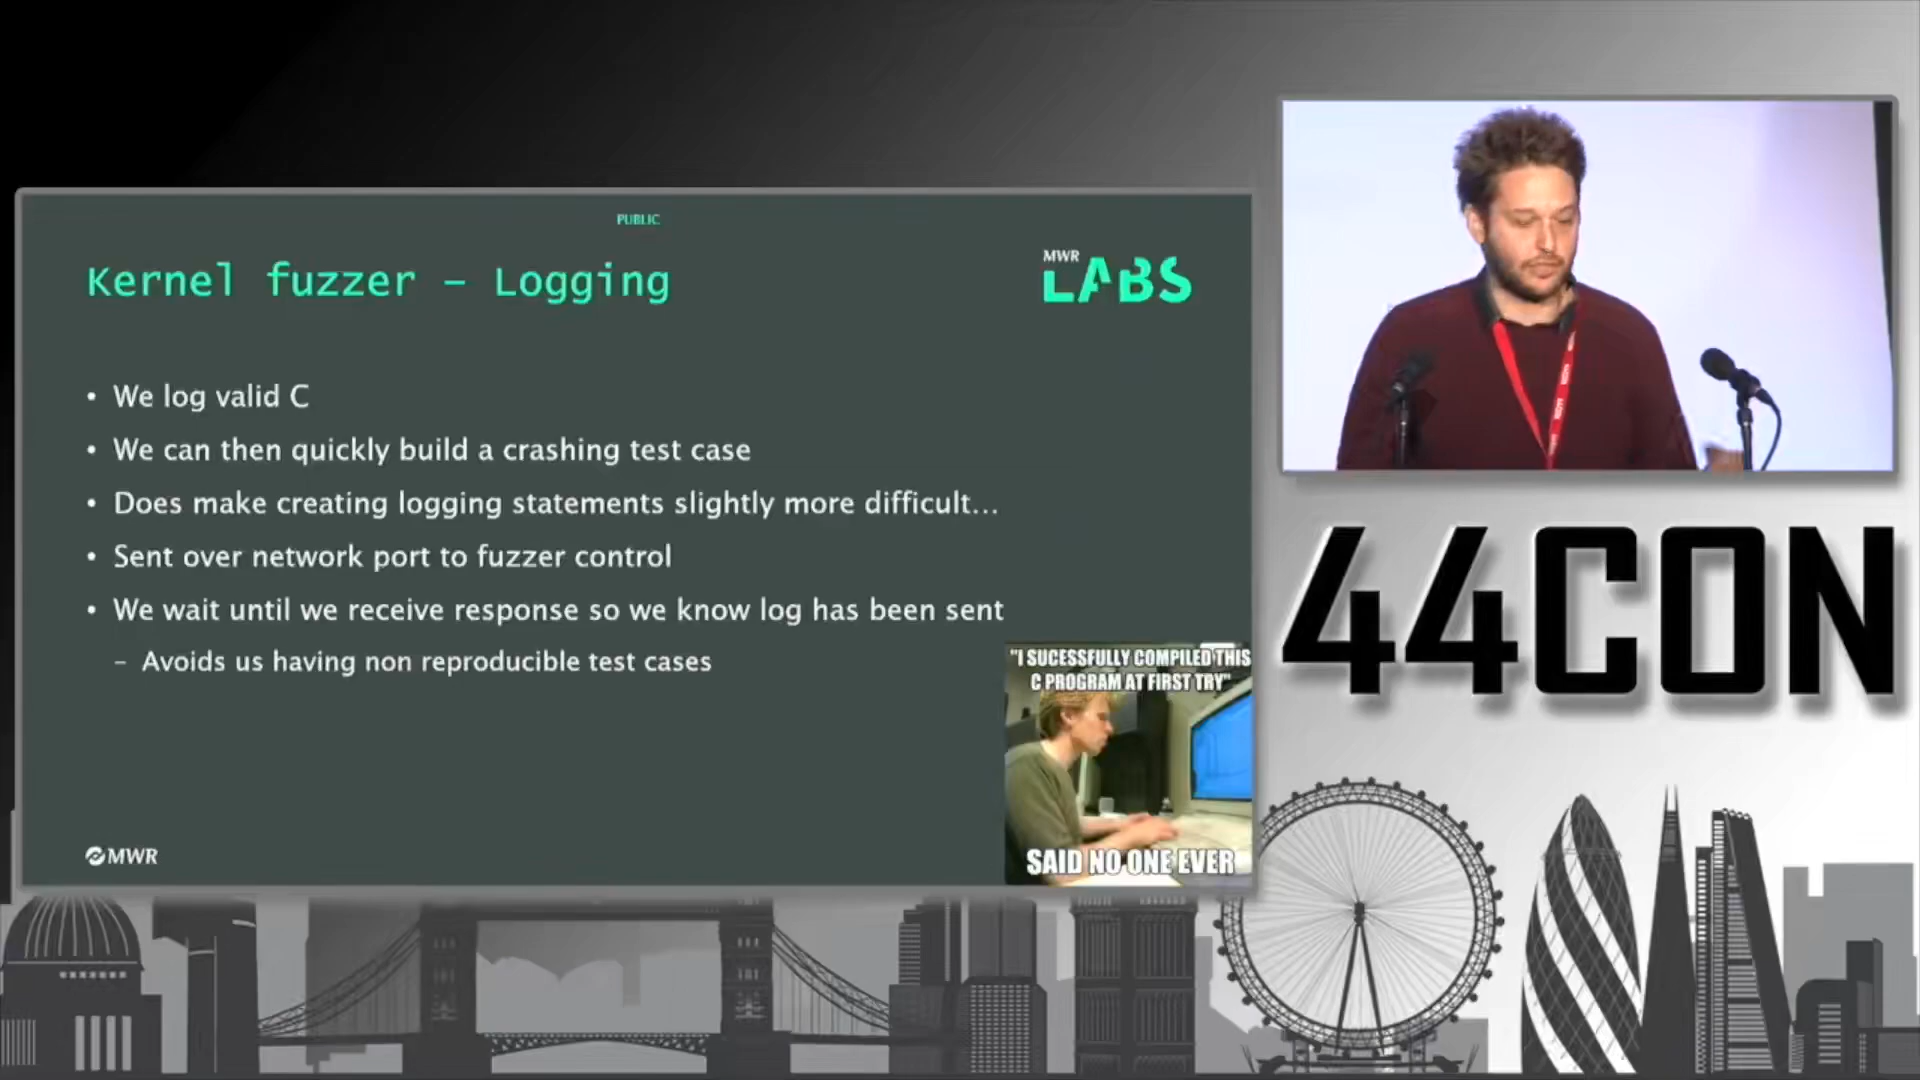 PUBLIC
Kernel fuzzer – Logging
MWR
LABS
• We log valid C
• We can then quickly build a crashing test case
• Does make creating logging statements slightly more difficult...
• Sent over network port to fuzzer control
• We wait until we receive response so we know log has been sent
– Avoids us having non reproducible test cases
"I SUCESSFULLY COMPILED THIS
C PROGRAM AT FIRST TRY"
SAID NO ONE EVER
MWR
44CON